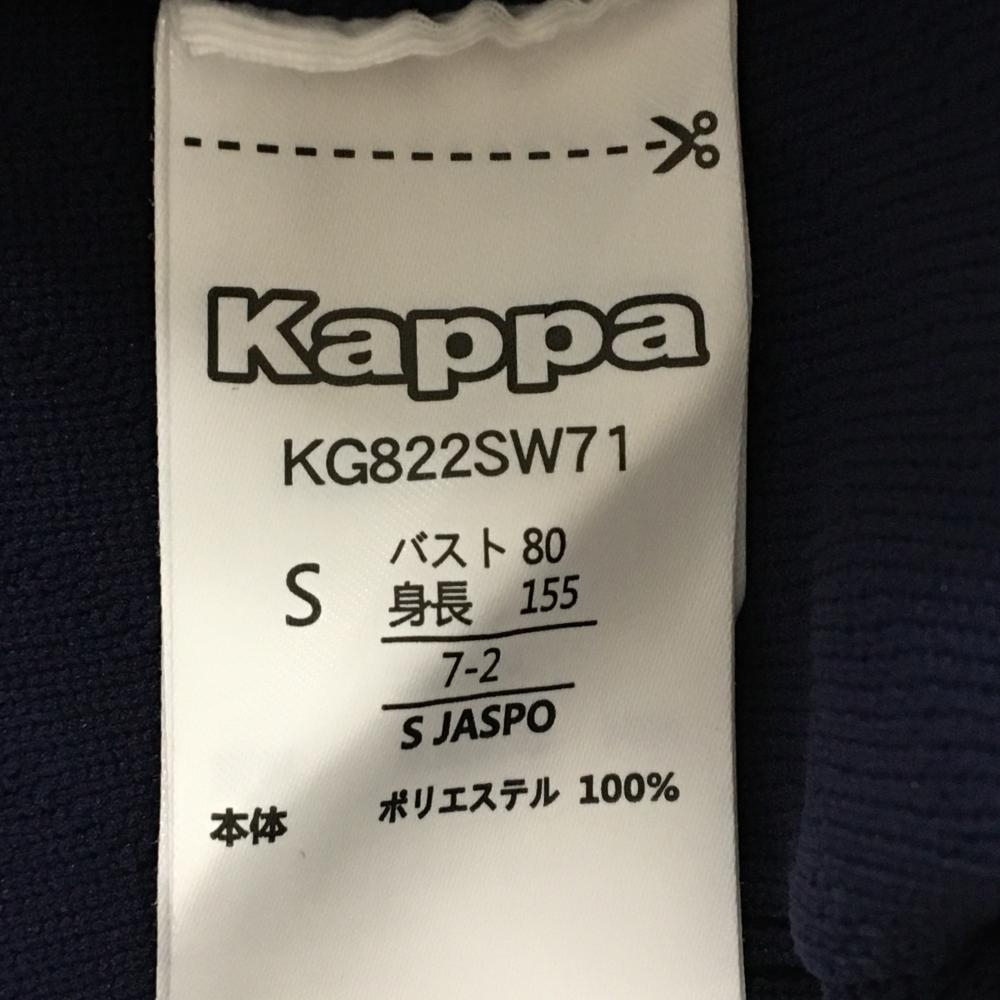 Kappa
KG822SW71
S
バスト 80
身長 155
7-2
S JASPO
本体 ポリエステル 100%